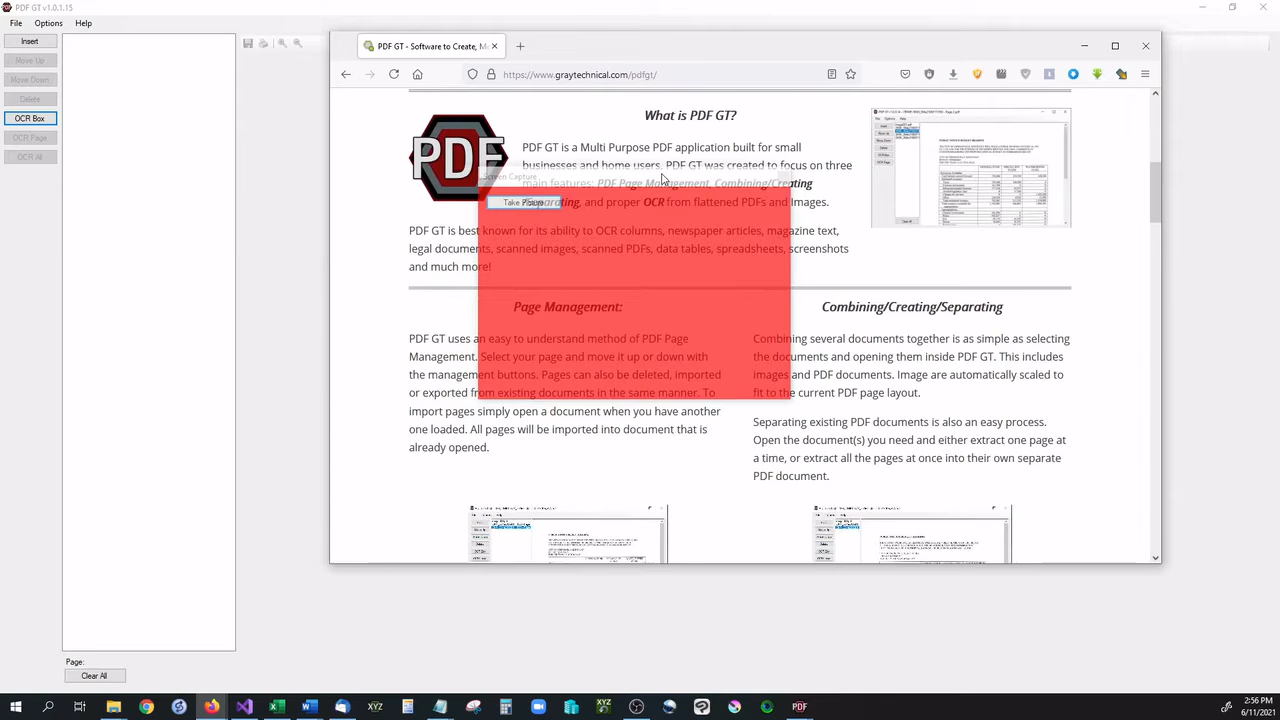 PDF GT v1.0.1.15
File Options Help
Insert
Move Up
Move Down
Delete
OCR Box
OCR Page
OCR All
Page:
Clear All
PDF GT - Software to Create, M
https://www.graytechnical.com/pdfgt/
What is PDF GT?
PDF
PDF GT is a Multi Purpose PDF application built for small
and home users. PDF GT was created to focus on three
main features: PDF Page Management, Combining/Creating
Take Picture
, and proper OCR from flattened PDFs and Images.
PDF GT is best known for its ability to OCR columns, newspaper articles, magazine text,
legal documents, scanned images, scanned PDFs, data tables, spreadsheets, screenshots
and much more!
Page Management:
PDF GT uses an easy to understand method of PDF Page
Management. Select your page and move it up or down with
the management buttons. Pages can also be deleted, imported
or exported from existing documents in the same manner. To
import pages simply open a document when you have another
one loaded. All pages will be imported into document that is
already opened.
Combining/Creating/Separating
Combining several documents together is as simple as selecting
the documents and opening them inside PDF GT. This includes
images and PDF documents. Image are automatically scaled to
fit to the current PDF page layout.
Separating existing PDF documents is also an easy process.
Open the document(s) you need and either extract one page at
a time, or extract all the pages at once into their own separate
PDF document.
XYZ
XYZ
PDF
2:56 PM
6/11/2021